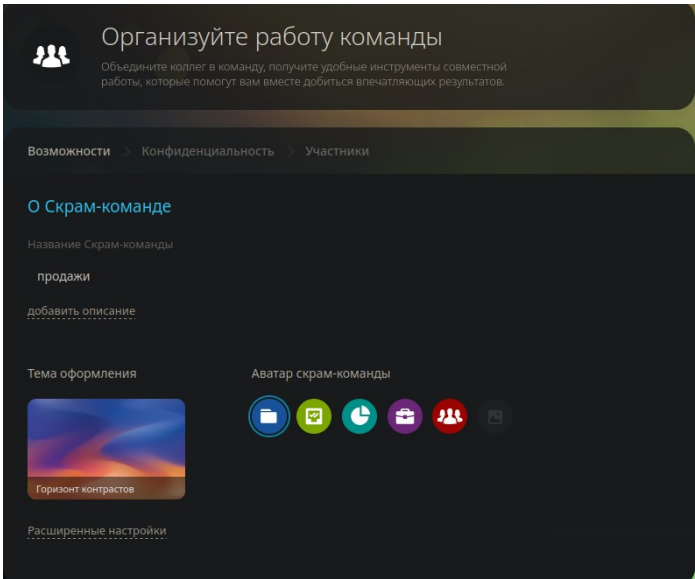 Организуйте работу команды
Объедините коллег в команду, получите удобные инструменты совместной
работы, которые помогут вам вместе добиться впечатляющих результатов.
Возможности > Конфиденциальность > Участники
О Скрам-команде
Название Скрам-команды
продажи
добавить описание
Тема оформления
Аватар скрам-команды
Горизонт контрастов
Расширенные настройки